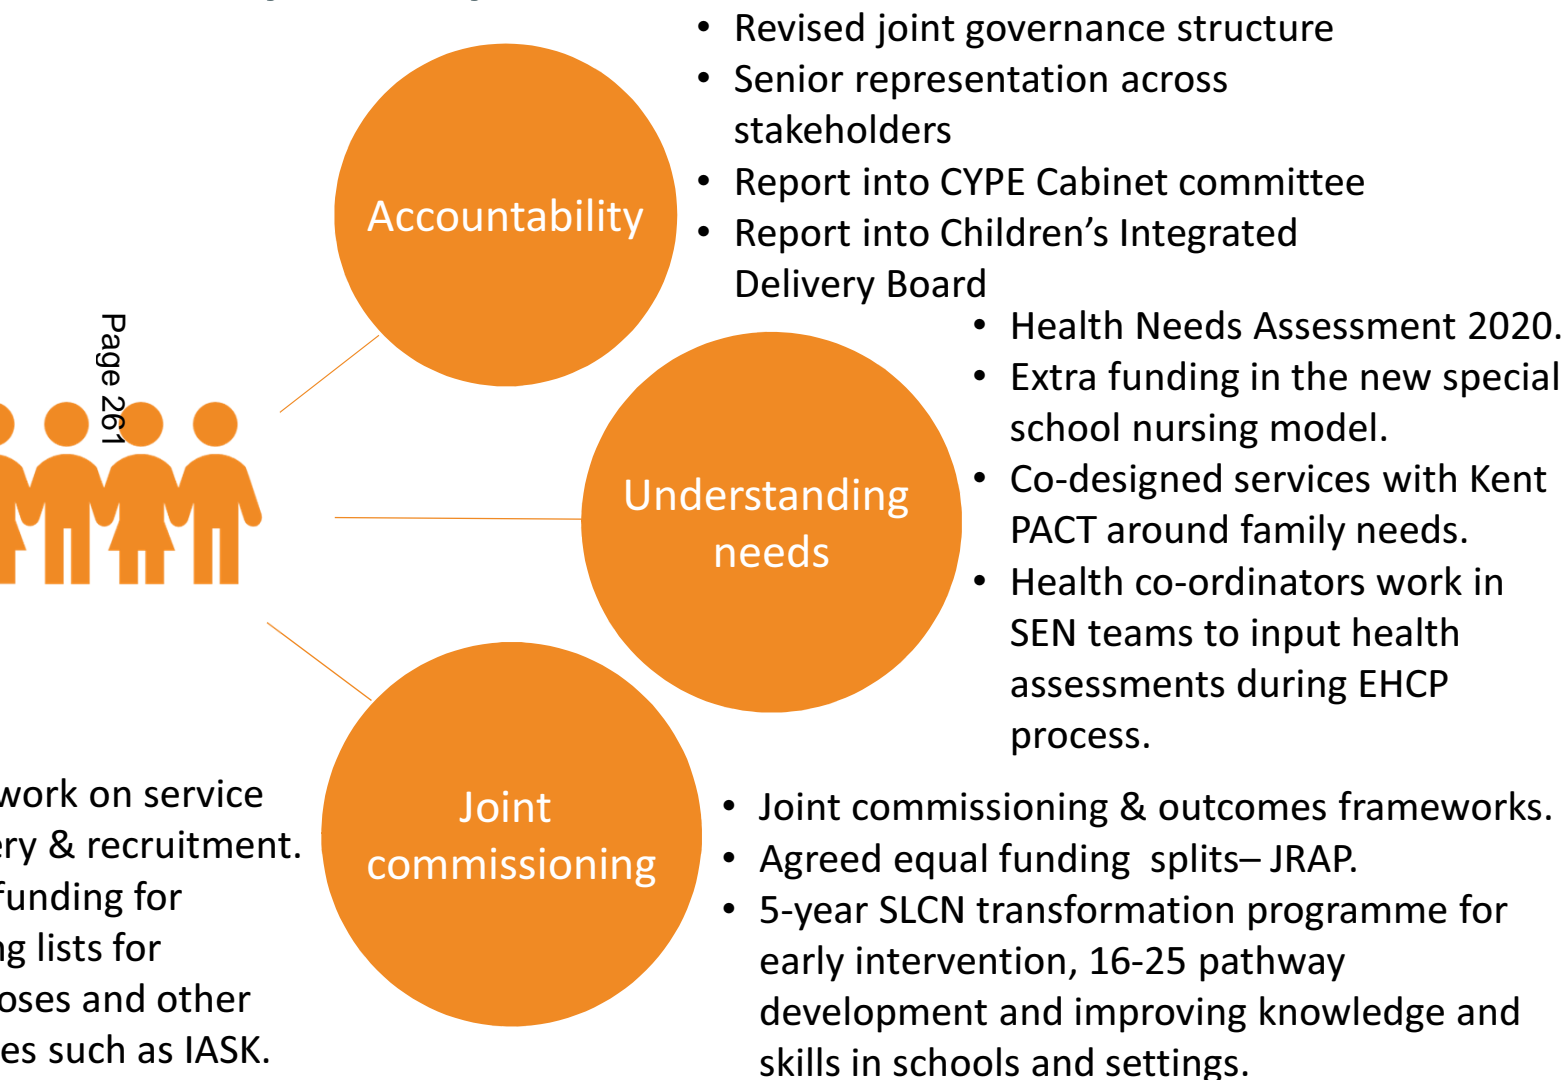 • Revised joint governance structure
• Senior representation across
stakeholders
• Report into CYPE Cabinet committee
• Report into Children’s Integrated
Delivery Board
Accountability
Page 261
• Health Needs Assessment 2020.
• Extra funding in the new special
school nursing model.
• Co-designed services with Kent
PACT around family needs.
• Health co-ordinators work in
SEN teams to input health
assessments during EHCP
process.
Understanding
needs
work on service
ery & recruitment.
funding for
ng lists for
oses and other
es such as IASK.
Joint
commissioning
• Joint commissioning & outcomes frameworks.
• Agreed equal funding  splits– JRAP.
• 5-year SLCN transformation programme for
early intervention, 16-25 pathway
development and improving knowledge and
skills in schools and settings.